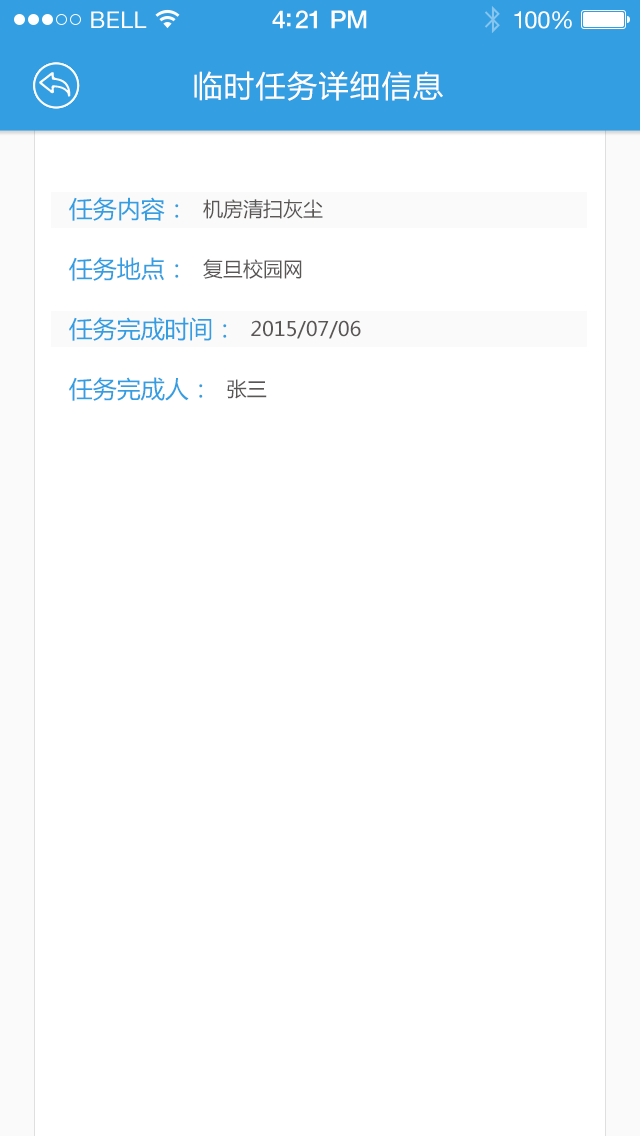 BELL 4:21 PM 100%
临时任务详细信息
任务内容： 机房清扫灰尘
任务地点： 复旦校园网
任务完成时间： 2015/07/06
任务完成人： 张三